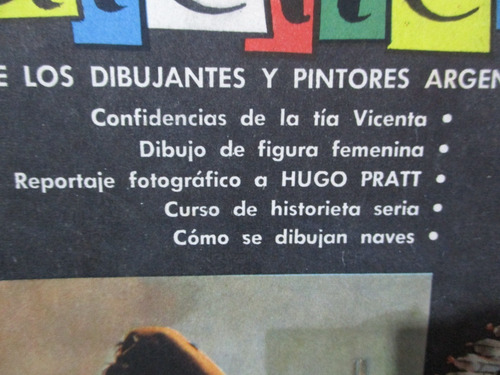 E LOS DIBUJANTES Y PINTORES ARGEN
Confidencias de la tía Vicenta •
Dibujo de figura femenina •
Reportaje fotográfico a HUGO PRATT •
Curso de historieta seria •
Cómo se dibujan naves •